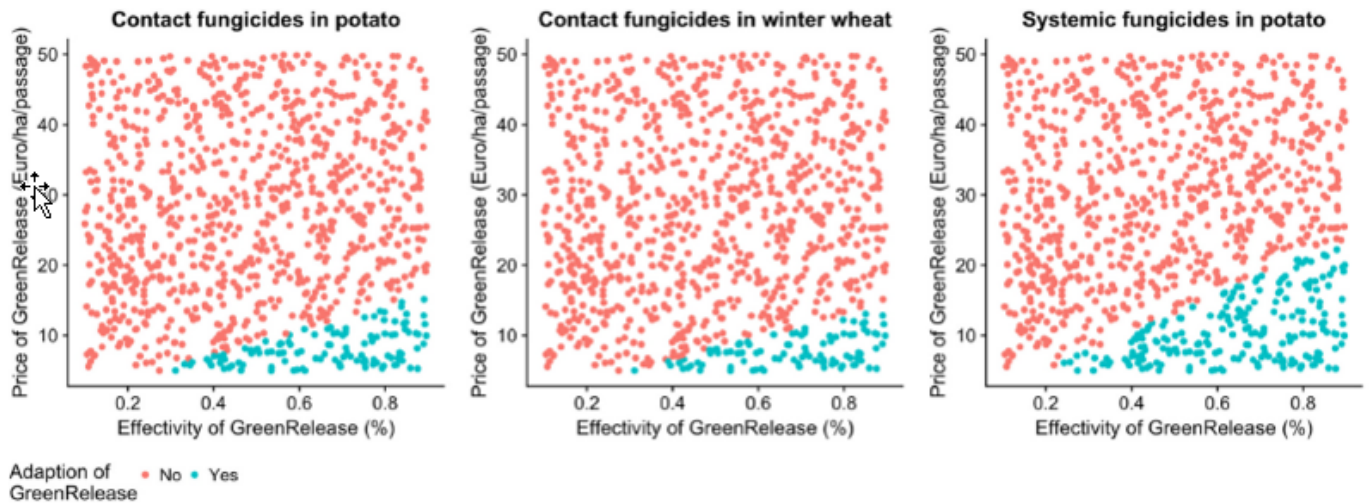 Contact fungicides in potato
Price of GreenRelease (Euro/ha/passage)
50
40
20
10
0.2 0.4 0.6 0.8
Effectivity of GreenRelease (%)
Contact fungicides in winter wheat
Price of GreenRelease (Euro/ha/passage)
50
40
30
20
10
0.2 0.4 0.6 0.8
Effectivity of GreenRelease (%)
Systemic fungicides in potato
Price of GreenRelease (Euro/ha/passage)
50
40
30
20
10
0.2 0.4 0.6 0.8
Effectivity of GreenRelease (%)
Adaption of
GreenRelease
No Yes